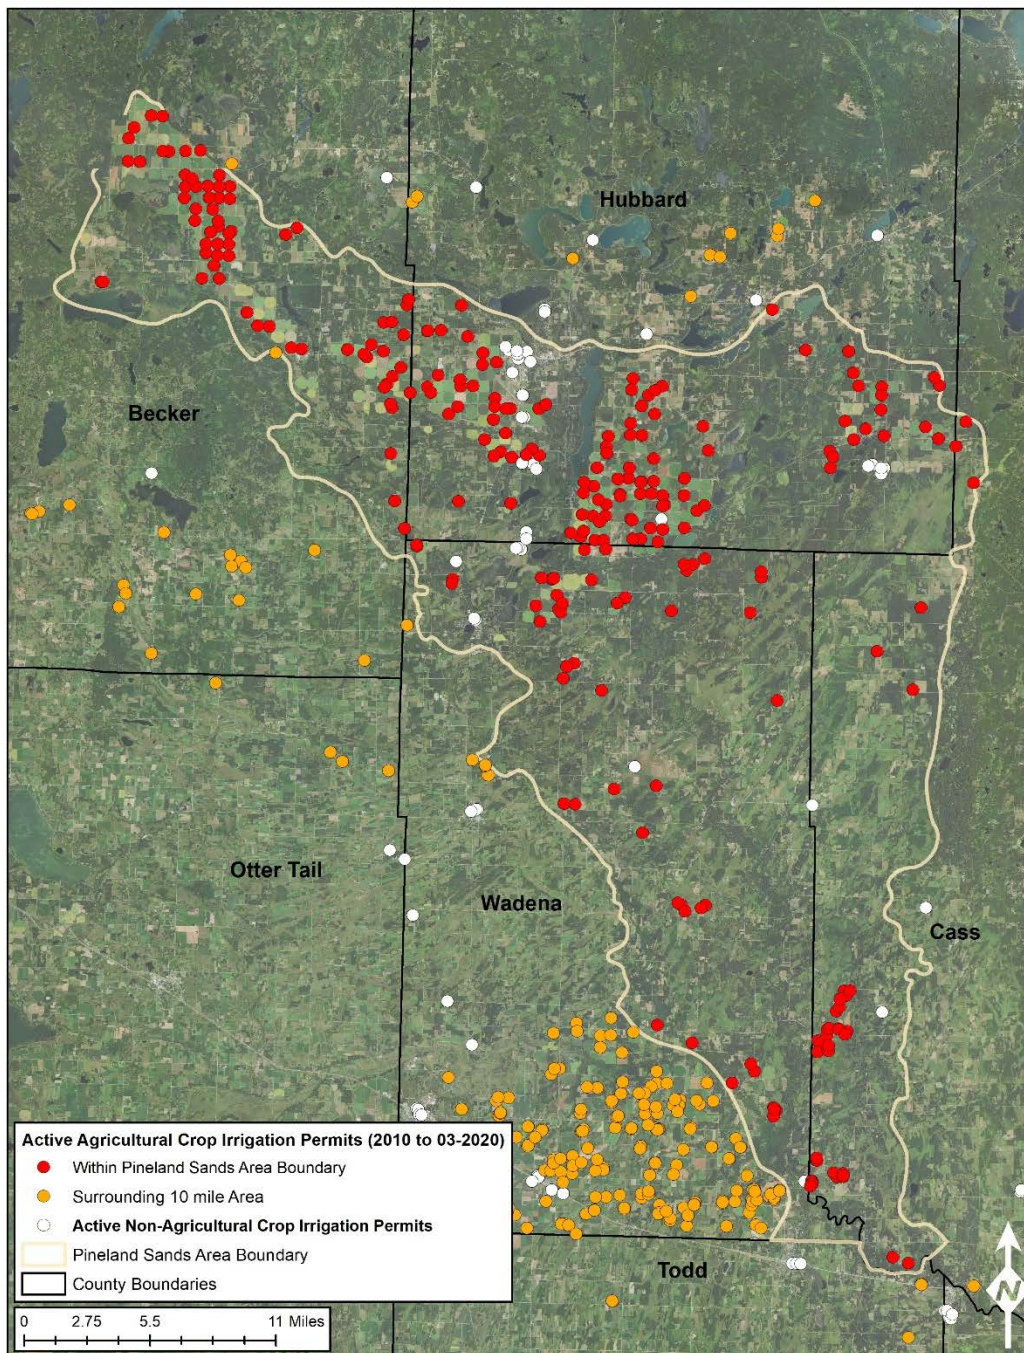 Hubbard
Becker
Otter Tail
Wadena
Cass
Active Agricultural Crop Irrigation Permits (2010 to 03-2020)
Within Pineland Sands Area Boundary
Surrounding 10 mile Area
Active Non-Agricultural Crop Irrigation Permits
Pineland Sands Area Boundary
County Boundaries
Todd
0 2.75 5.5 11 Miles
N